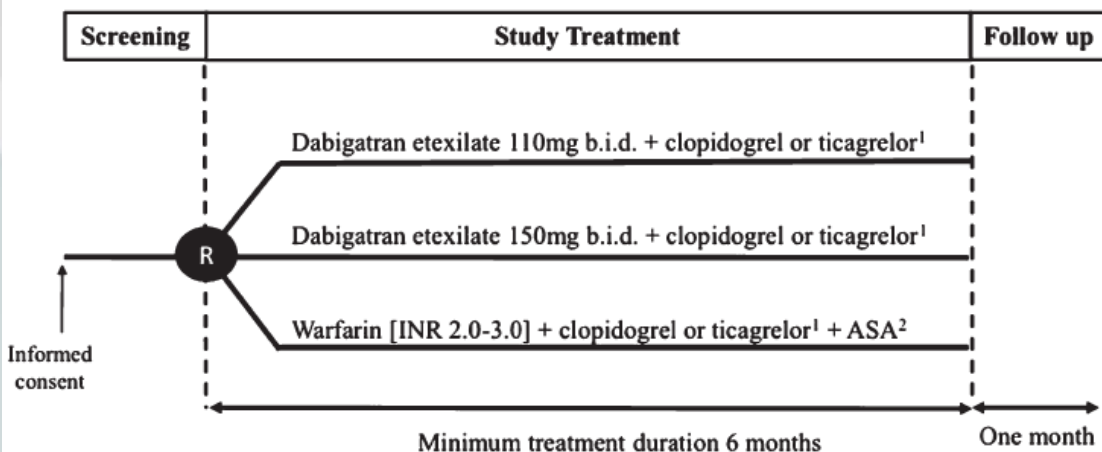 Screening Study Treatment Follow up
Dabigatran etexilate 110mg b.i.d. + clopidogrel or ticagrelor¹
Dabigatran etexilate 150mg b.i.d. + clopidogrel or ticagrelor¹
R
Warfarin [INR 2.0-3.0] + clopidogrel or ticagrelor¹ + ASA²
Informed
consent
Minimum treatment duration 6 months
One month